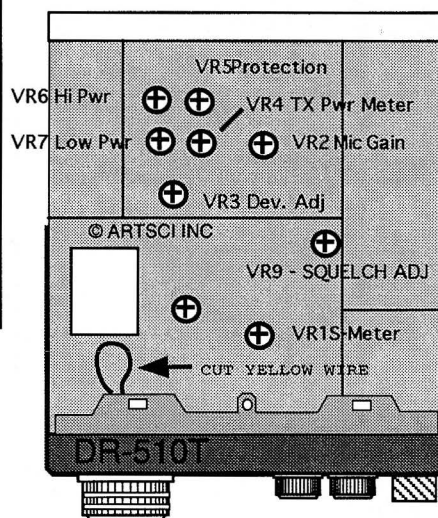 VR5Protection
VR6 Hi Pwr
VR4 TX Pwr Meter
VR7 Low Pwr
VR2 Mic Gain
VR3 Dev. Adj
© ARTSCI INC
VR9 - SQUELCH ADJ
VR1S-Meter
CUT YELLOW WIRE
DR-510T